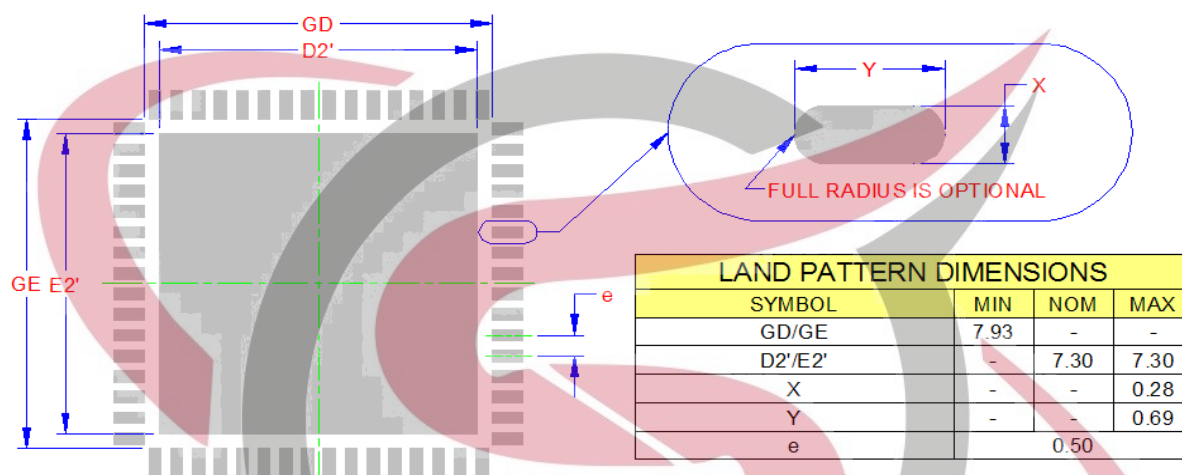 GD
D2'
Y
X
FULL RADIUS IS OPTIONAL
GE E2'
e
LAND PATTERN DIMENSIONS
SYMBOL MIN NOM MAX
GD/GE 7.93 - -
D2'/E2' - 7.30 7.30
X - - 0.28
Y - - 0.69
e 0.50